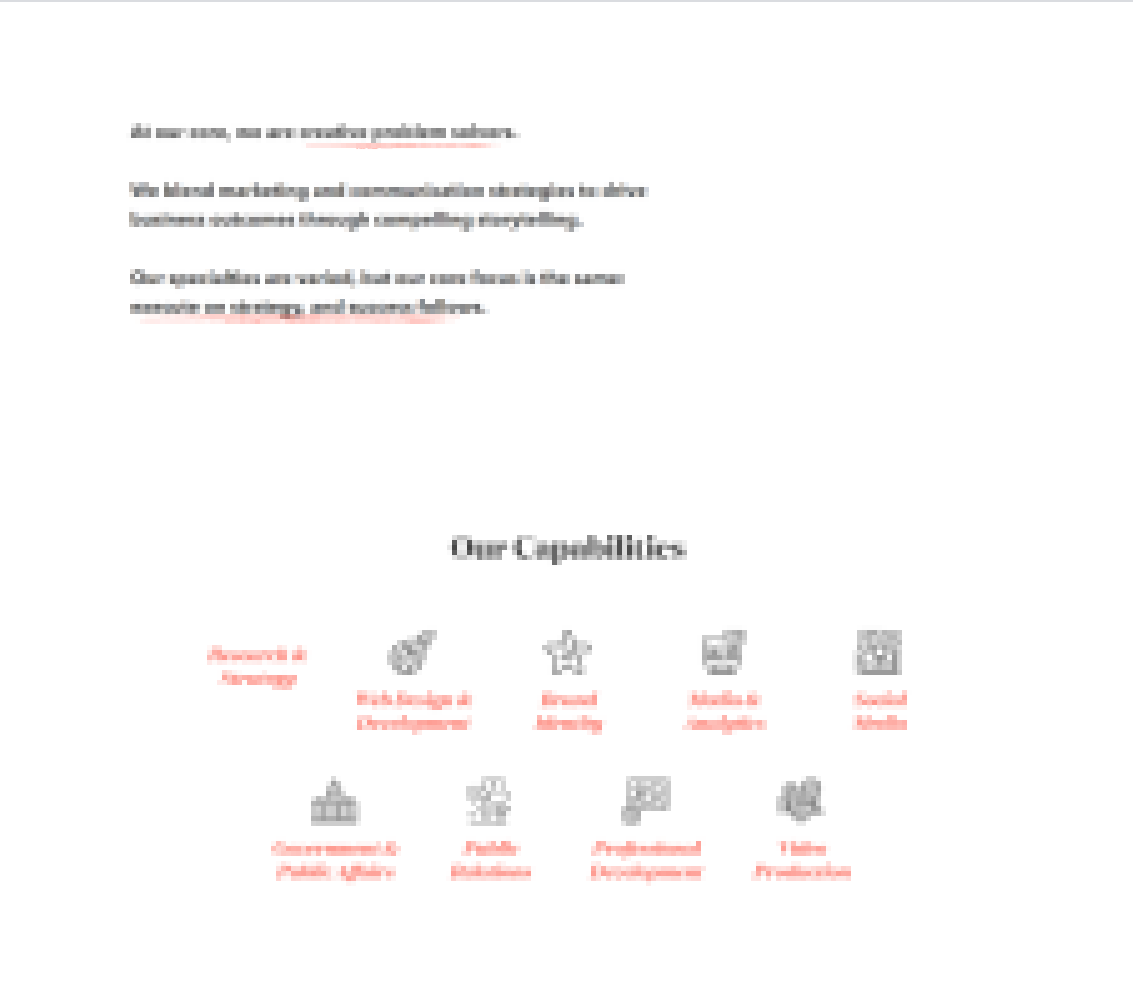 At our core, we are creative problem solvers.
We blend marketing and communication strategies to drive
business outcomes through compelling storytelling.
Our specialties are varied, but our core focus is the same:
execute on strategy, and success follows.
Our Capabilities
Research &
Strategy
Web Design &
Development
Brand
Identity
Media &
Analytics
Social
Media
Government &
Public Affairs
Public
Relations
Professional
Development
Video
Production